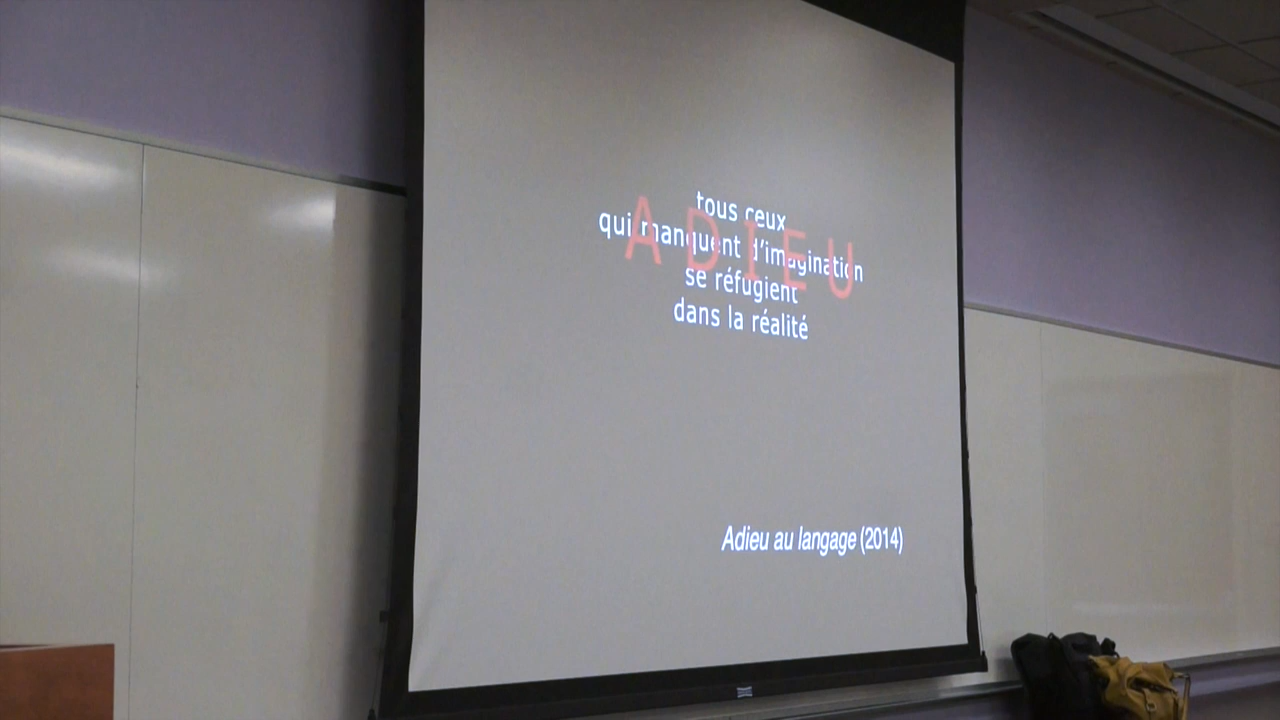 tous ceux
qui manquent d'imagination
se réfugient
dans la réalité
ADIEU
Adieu au langage (2014)